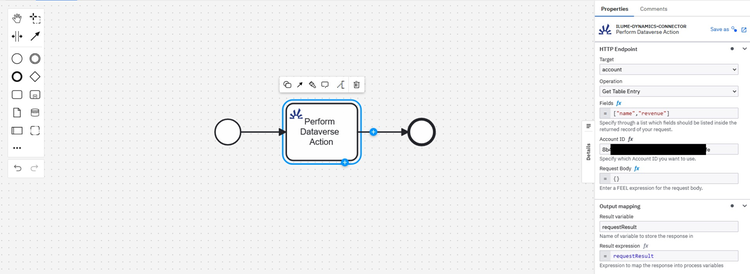 Perform
Dataverse
Action
Details
Properties
Comments
ILUME-DYNAMICS-CONNECTOR
Perform Dataverse Action
Save as
HTTP Endpoint
Target
account
Operation
Get Table Entry
Fields fx
= ["name","revenue"]
Specify through a list which fields should be listed inside the
returned record of your request.
Account ID fx
Specify which Account ID you want to use.
Request Body fx
= {}
Enter a FEEL expression for the request body.
Output mapping
Result variable
requestResult
Name of variable to store the response in
Result expression fx
= requestResult
Expression to map the response into process variables